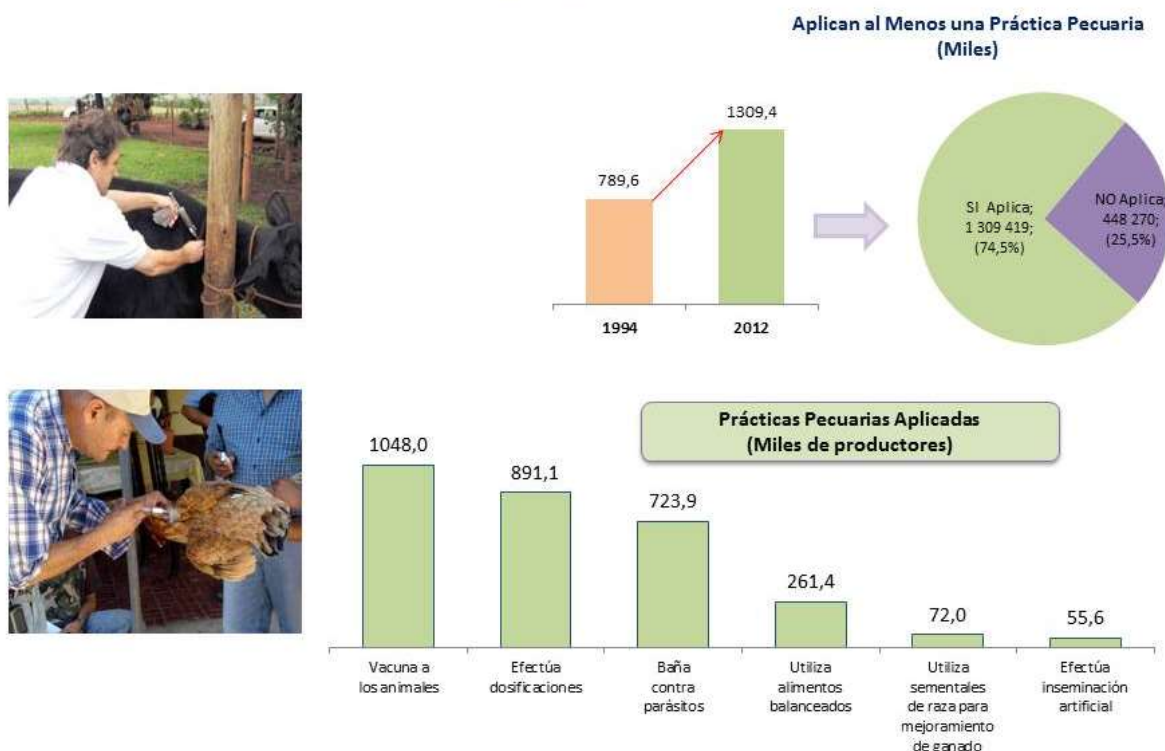 Aplican al Menos una Práctica Pecuaria
(Miles)
1309,4
789,6
1994
2012
SI Aplica;
1 309 419;
(74,5%)
NO Aplica;
448 270;
(25,5%)
Prácticas Pecuarias Aplicadas
(Miles de productores)
1048,0
891,1
723,9
261,4
72,0
55,6
Vacuna a
los animales
Efectúa
dosificaciones
Baña
contra
parásitos
Utiliza
alimentos
balanceados
Utiliza
sementales
de raza para
mejoramiento
de ganado
Efectúa
inseminación
artificial